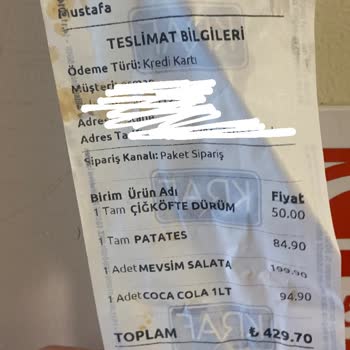 Mustafa
TESLİMAT BİLGİLERİ
Ödeme Türü: Kredi Kartı
Müşteri
Adres
Adres Ta
Sipariş Kanalı: Paket Sipariş
Birim Ürün Adı Fiyat
1 Tam ÇİĞKÖFTE DÜRÜM 50.00
1 Tam PATATES 84.90
1 Adet MEVSİM SALATA 199.90
1 Adet COCA COLA 1LT 94.90
TOPLAM ₺ 429.70